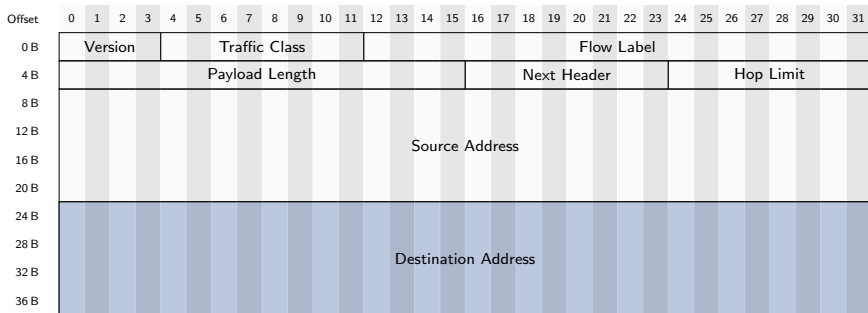 Offset 0 1 2 3 4 5 6 7 8 9 10 11 12 13 14 15 16 17 18 19 20 21 22 23 24 25 26 27 28 29 30 31
0 B Version Traffic Class Flow Label
4 B Payload Length Next Header Hop Limit
8 B
12 B
Source Address
16 B
20 B
24 B
28 B
Destination Address
32 B
36 B